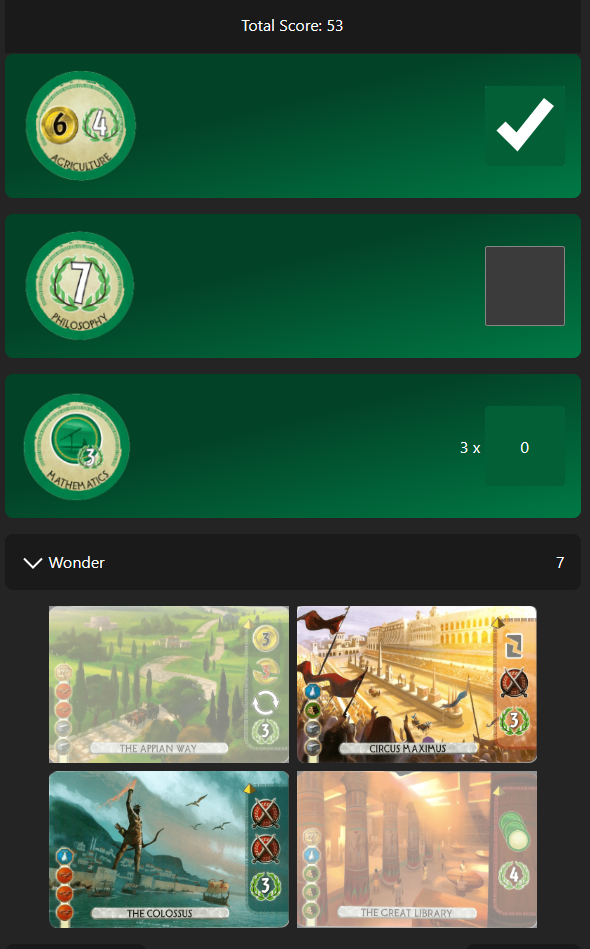 Total Score: 53
6 4
AGRICULTURE
7
PHILOSOPHY
3
MATHEMATICS
3 x 0
Wonder 7
3
3
THE APPIAN WAY
3
CIRCUS MAXIMUS
3
THE COLOSSUS
4
THE GREAT LIBRARY